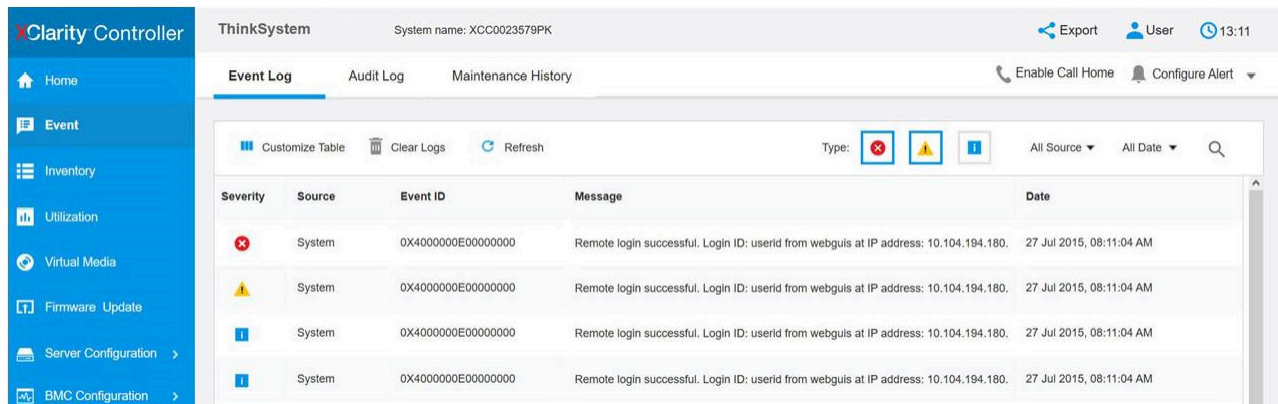 XClarity Controller
ThinkSystem System name: XCC0023579PK Export User 13:11
Home
Event Log Audit Log Maintenance History Enable Call Home Configure Alert
Event
Customize Table Clear Logs Refresh Type: All Source All Date
Inventory
Severity Source Event ID Message Date
Utilization
System 0X4000000E00000000 Remote login successful. Login ID: userid from webguis at IP address: 10.104.194.180. 27 Jul 2015, 08:11:04 AM
Virtual Media
System 0X4000000E00000000 Remote login successful. Login ID: userid from webguis at IP address: 10.104.194.180. 27 Jul 2015, 08:11:04 AM
Firmware Update
System 0X4000000E00000000 Remote login successful. Login ID: userid from webguis at IP address: 10.104.194.180. 27 Jul 2015, 08:11:04 AM
Server Configuration
System 0X4000000E00000000 Remote login successful. Login ID: userid from webguis at IP address: 10.104.194.180. 27 Jul 2015, 08:11:04 AM
BMC Configuration